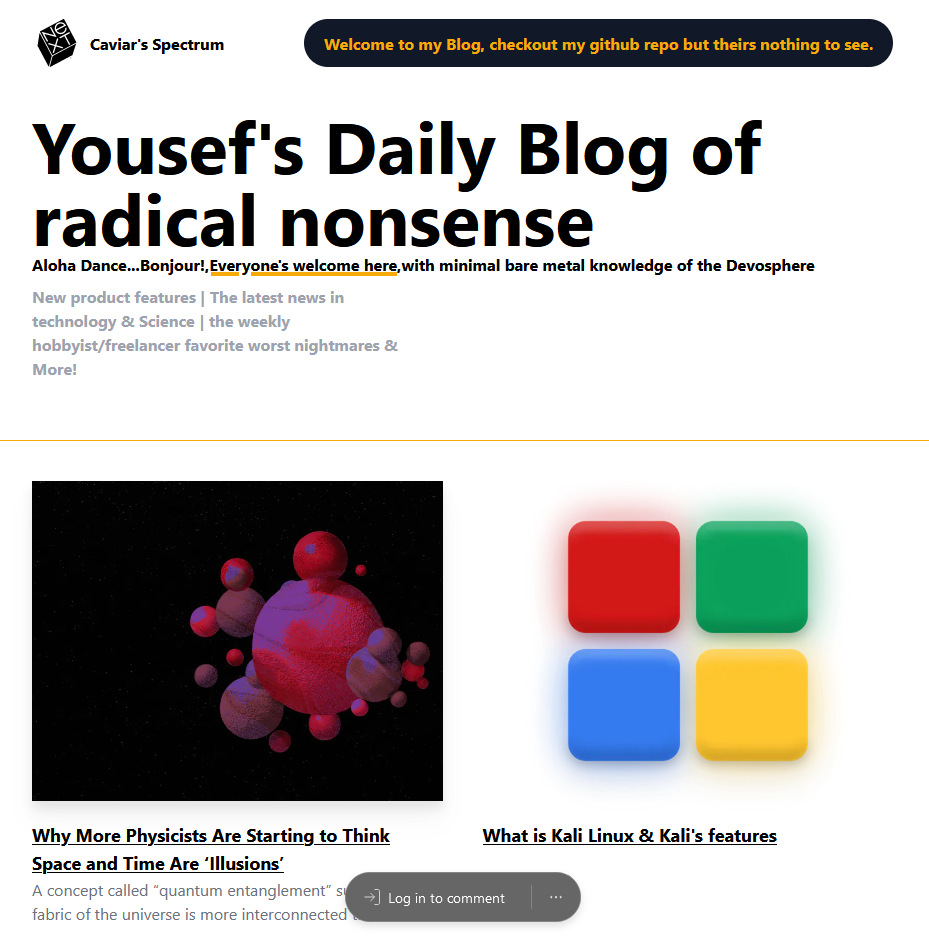 NeXT
Caviar's Spectrum
Welcome to my Blog, checkout my github repo but theirs nothing to see.
Yousef's Daily Blog of
radical nonsense
Aloha Dance...Bonjour!,Everyone's welcome here,with minimal bare metal knowledge of the Devosphere
New product features | The latest news in
technology & Science | the weekly
hobbyist/freelancer favorite worst nightmares &
More!
Why More Physicists Are Starting to Think
Space and Time Are ‘Illusions’
What is Kali Linux & Kali's features
A concept called “quantum entanglement”
fabric of the universe is more interconnected
Log in to comment